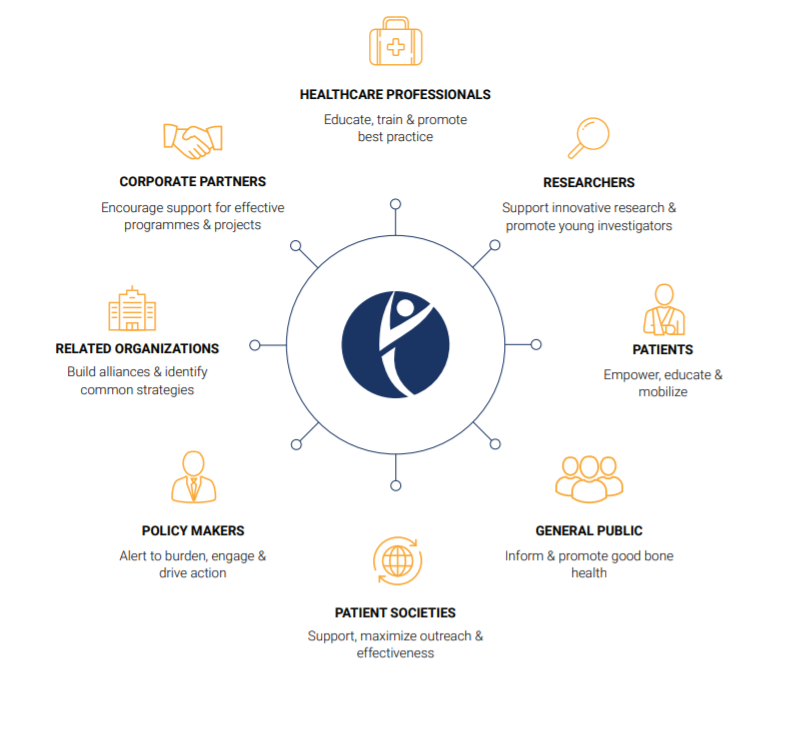 HEALTHCARE PROFESSIONALS
Educate, train & promote
best practice
RESEARCHERS
Support innovative research &
promote young investigators
PATIENTS
Empower, educate &
mobilize
GENERAL PUBLIC
Inform & promote good bone
health
PATIENT SOCIETIES
Support, maximize outreach &
effectiveness
POLICY MAKERS
Alert to burden, engage &
drive action
RELATED ORGANIZATIONS
Build alliances & identify
common strategies
CORPORATE PARTNERS
Encourage support for effective
programmes & projects